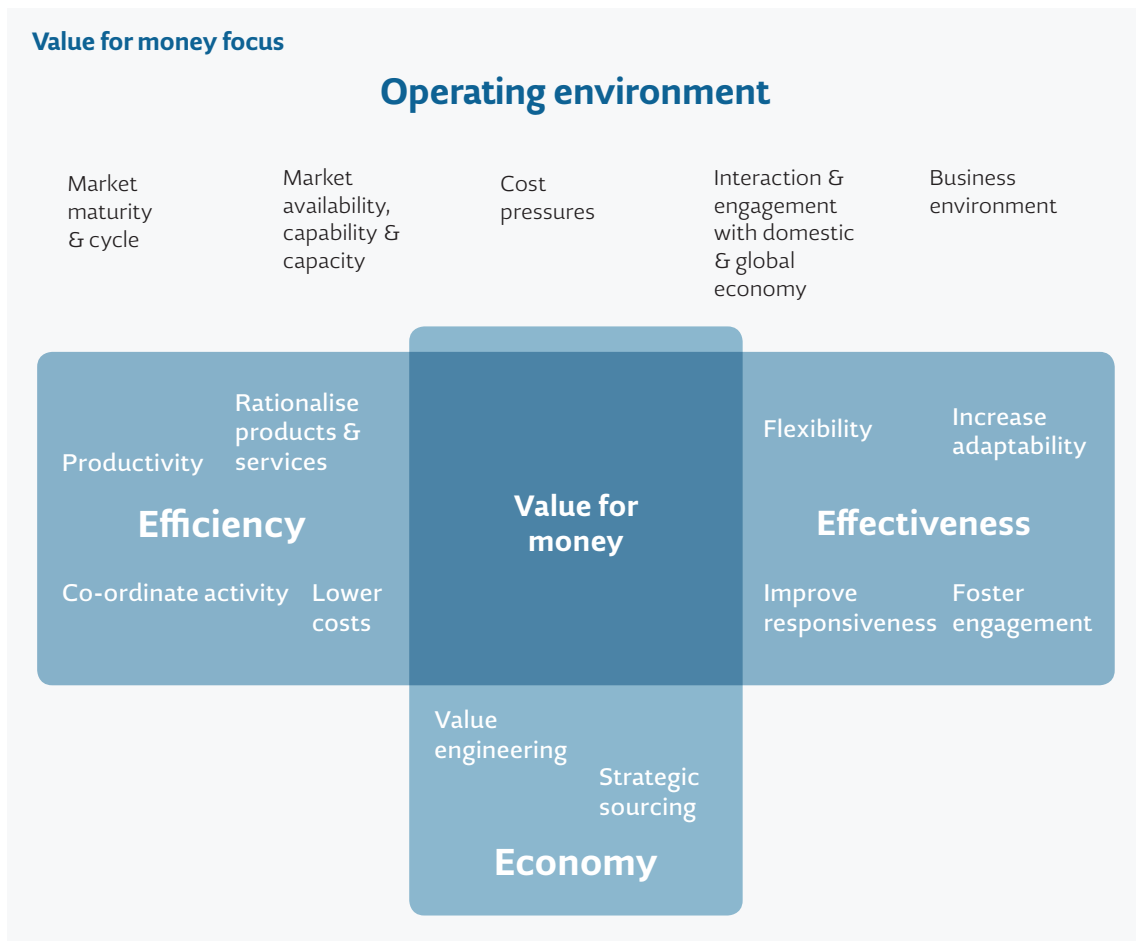 Value for money focus
Operating environment
Market
maturity
& cycle
Market
availability,
capability &
capacity
Cost
pressures
Interaction &
engagement
with domestic
& global
economy
Business
environment
Productivity
Rationalise
products &
services
Efficiency
Co-ordinate activity
Lower
costs
Value for
money
Flexibility
Increase
adaptability
Effectiveness
Improve
responsiveness
Foster
engagement
Value
engineering
Strategic
sourcing
Economy